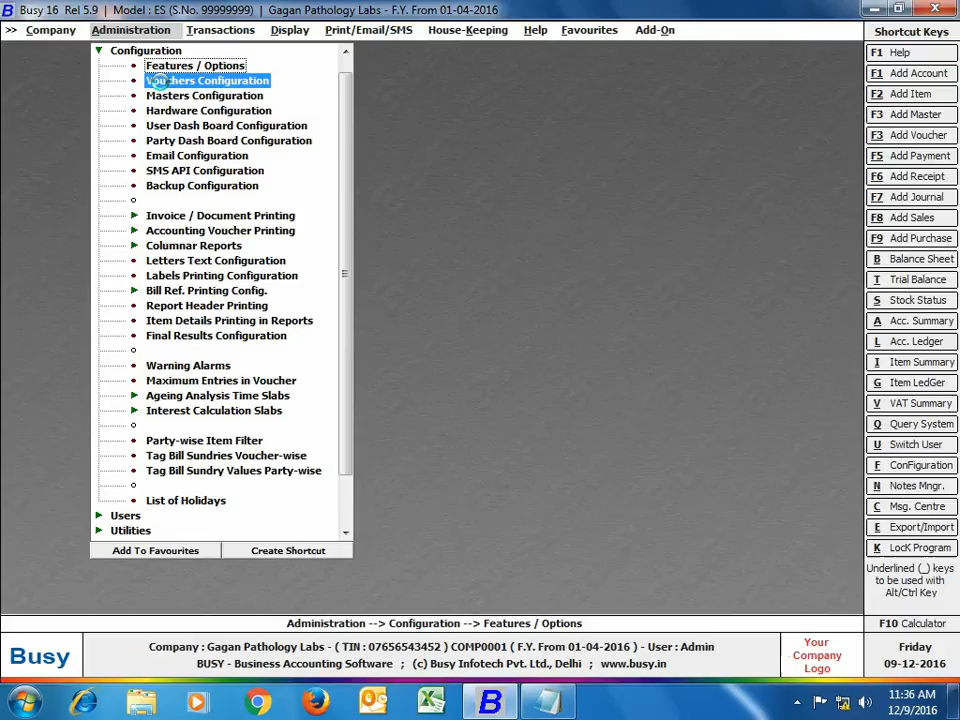 Busy 16 Rel 5.9 | Model : ES (S.No. 99999999) | Gagan Pathology Labs - F.Y. From 01-04-2016
>> Company Administration Transactions Display Print/Email/SMS House-Keeping Help Favourites Add-On
Configuration
Features / Options
Vouchers Configuration
Masters Configuration
Hardware Configuration
User Dash Board Configuration
Party Dash Board Configuration
Email Configuration
SMS API Configuration
Backup Configuration
Invoice / Document Printing
Accounting Voucher Printing
Columnar Reports
Letters Text Configuration
Labels Printing Configuration
Bill Ref. Printing Config.
Report Header Printing
Item Details Printing in Reports
Final Results Configuration
Warning Alarms
Maximum Entries in Voucher
Ageing Analysis Time Slabs
Interest Calculation Slabs
Party-wise Item Filter
Tag Bill Sundries Voucher-wise
Tag Bill Sundry Values Party-wise
List of Holidays
Users
Utilities
Add To Favourites Create Shortcut
Shortcut Keys
F1 Help
F1 Add Account
F2 Add Item
F3 Add Master
F3 Add Voucher
F5 Add Payment
F6 Add Receipt
F7 Add Journal
F8 Add Sales
F9 Add Purchase
B Balance Sheet
T Trial Balance
S Stock Status
A Acc. Summary
L Acc. Ledger
I Item Summary
G Item LedGer
V VAT Summary
Q Query System
U Switch User
F ConFiguration
N Notes Mngr.
C Msg. Centre
E Export/Import
K LocK Program
Underlined (_) keys
to be used with
Alt/Ctrl Key
F10 Calculator
Administration --> Configuration --> Features / Options
Busy
Company : Gagan Pathology Labs - ( TIN : 07656543452 ) COMP0001 ( F.Y. From 01-04-2016 ) - User : Admin
BUSY - Business Accounting Software ; (c) Busy Infotech Pvt. Ltd., Delhi ; www.busy.in
Your
Company
Logo
Friday
09-12-2016
11:36 AM
12/9/2016